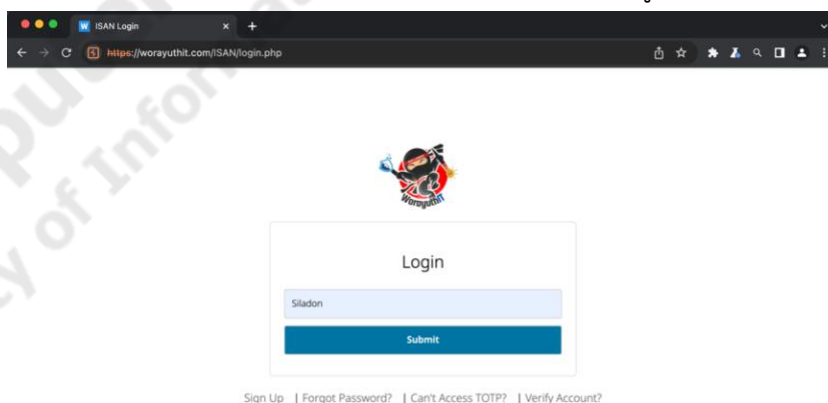 ISAN Login
https://worayuthit.com/ISAN/login.php
WorayuthIT
Login
Siladon
Submit
Sign Up | Forgot Password? | Can't Access TOTP? | Verify Account?